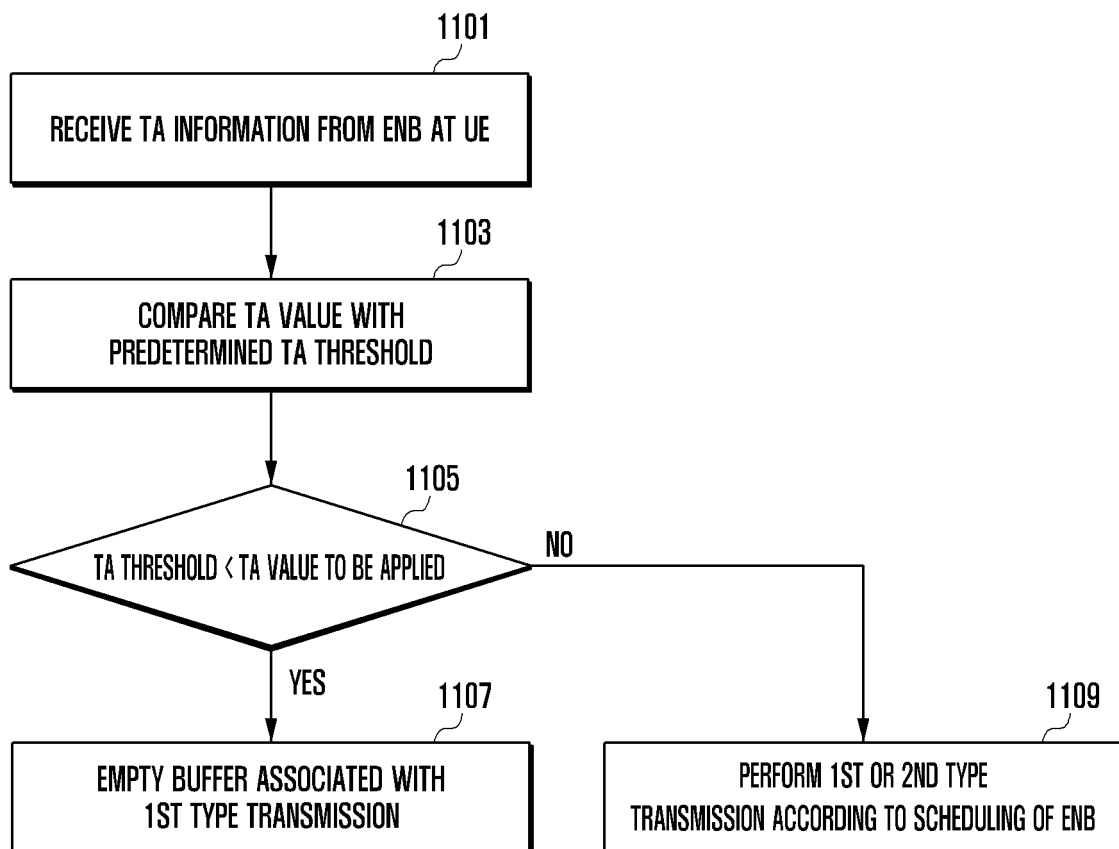 1101
RECEIVE TA INFORMATION FROM ENB AT UE
1103
COMPARE TA VALUE WITH
PREDETERMINED TA THRESHOLD
1105
TA THRESHOLD < TA VALUE TO BE APPLIED
NO
YES
1107
EMPTY BUFFER ASSOCIATED WITH
1ST TYPE TRANSMISSION
1109
PERFORM 1ST OR 2ND TYPE
TRANSMISSION ACCORDING TO SCHEDULING OF ENB